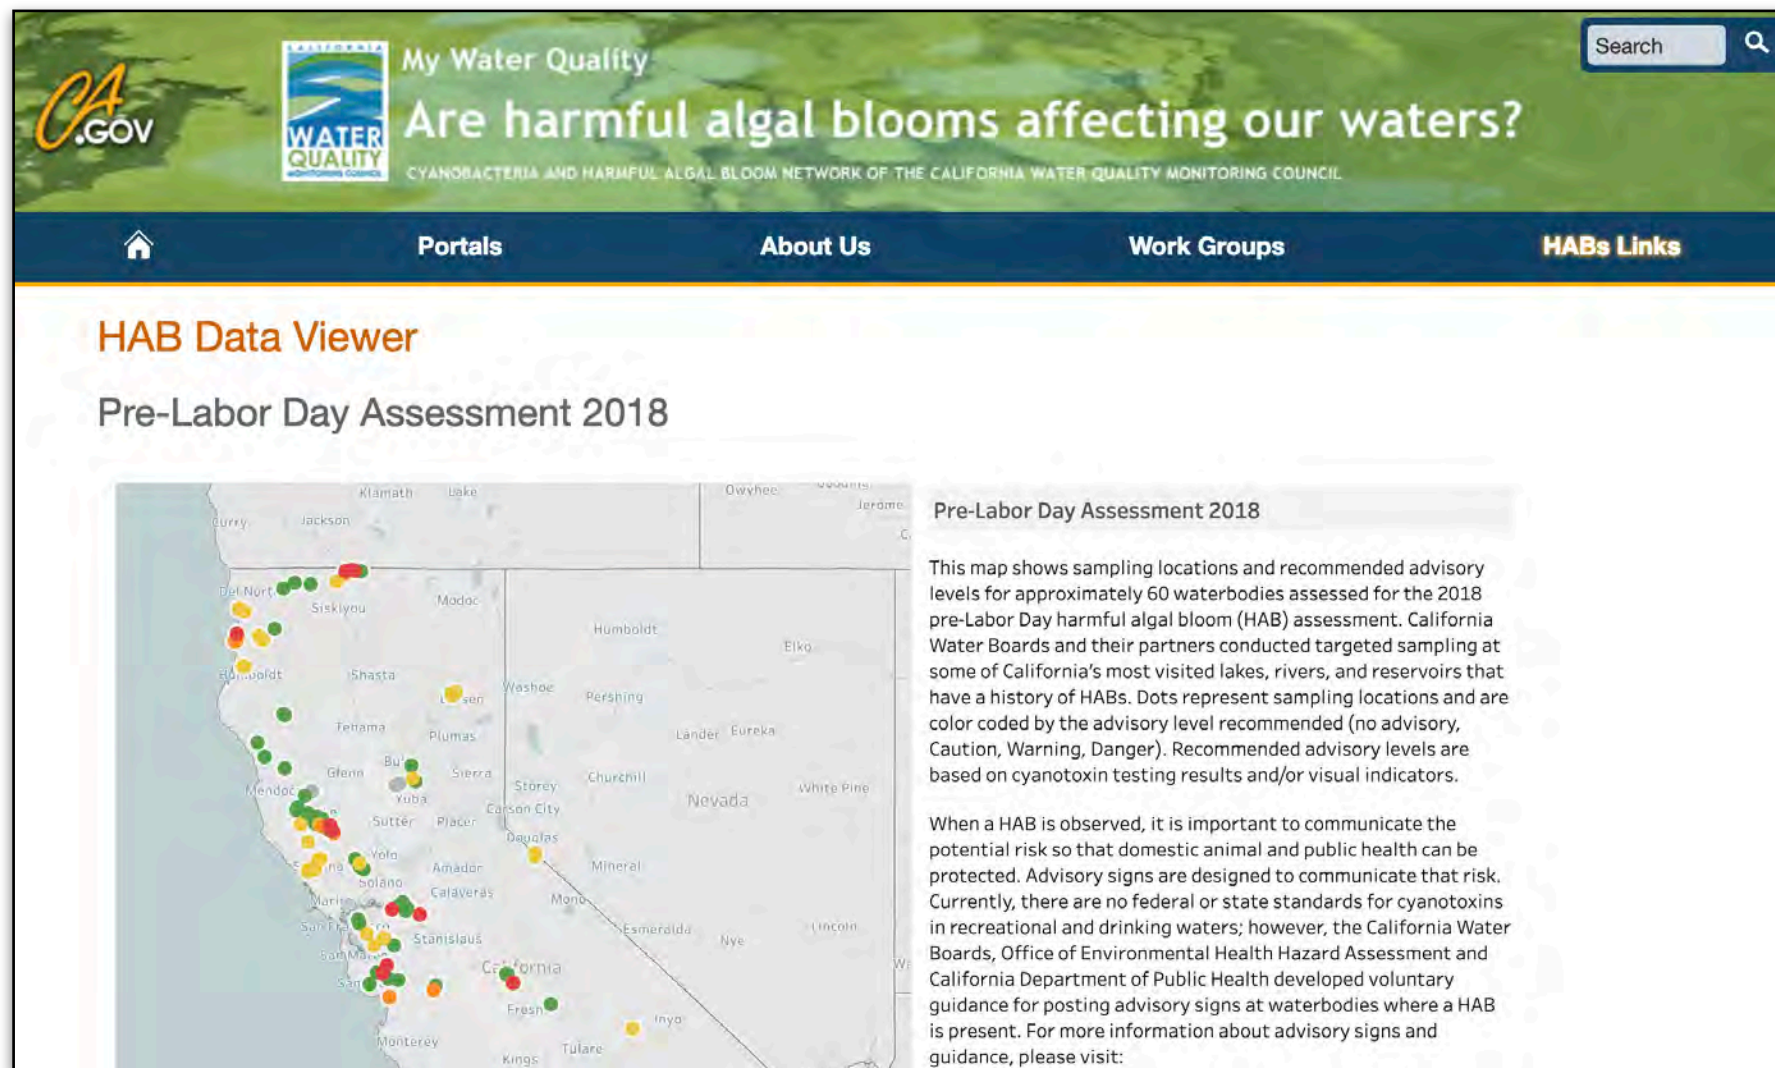 CA
.GOV
CALIFORNIA
WATER
QUALITY
MONITORING COUNCIL
My Water Quality
Are harmful algal blooms affecting our waters?
CYANOBACTERIA AND HARMFUL ALGAL BLOOM NETWORK OF THE CALIFORNIA WATER QUALITY MONITORING COUNCIL
Search
Portals About Us Work Groups HABs Links
HAB Data Viewer
Pre-Labor Day Assessment 2018
Klamath Lake Owyhee
Jerome
Curry Jackson
Del Nort
Siskiyou Modoc
Humboldt
Elko
Shasta
Washoe Pershing
Tehama Plumas Lander Eureka
Glenn Sierra Storey Churchill White Pine
Mendoc Yuba Nevada
Sutter Placer Carson City
Douglas
Yolo Amador Mineral
Solano Calaveras
Marin Mono
Esmeralda Nye Lincoln
Stanislaus
San Mat
California
Fresn
Inyo
Monterey Kings Tulare
Pre-Labor Day Assessment 2018
This map shows sampling locations and recommended advisory
levels for approximately 60 waterbodies assessed for the 2018
pre-Labor Day harmful algal bloom (HAB) assessment. California
Water Boards and their partners conducted targeted sampling at
some of California's most visited lakes, rivers, and reservoirs that
have a history of HABs. Dots represent sampling locations and are
color coded by the advisory level recommended (no advisory,
Caution, Warning, Danger). Recommended advisory levels are
based on cyanotoxin testing results and/or visual indicators.
When a HAB is observed, it is important to communicate the
potential risk so that domestic animal and public health can be
protected. Advisory signs are designed to communicate that risk.
Currently, there are no federal or state standards for cyanotoxins
in recreational and drinking waters; however, the California Water
Boards, Office of Environmental Health Hazard Assessment and
California Department of Public Health developed voluntary
guidance for posting advisory signs at waterbodies where a HAB
is present. For more information about advisory signs and
guidance, please visit: